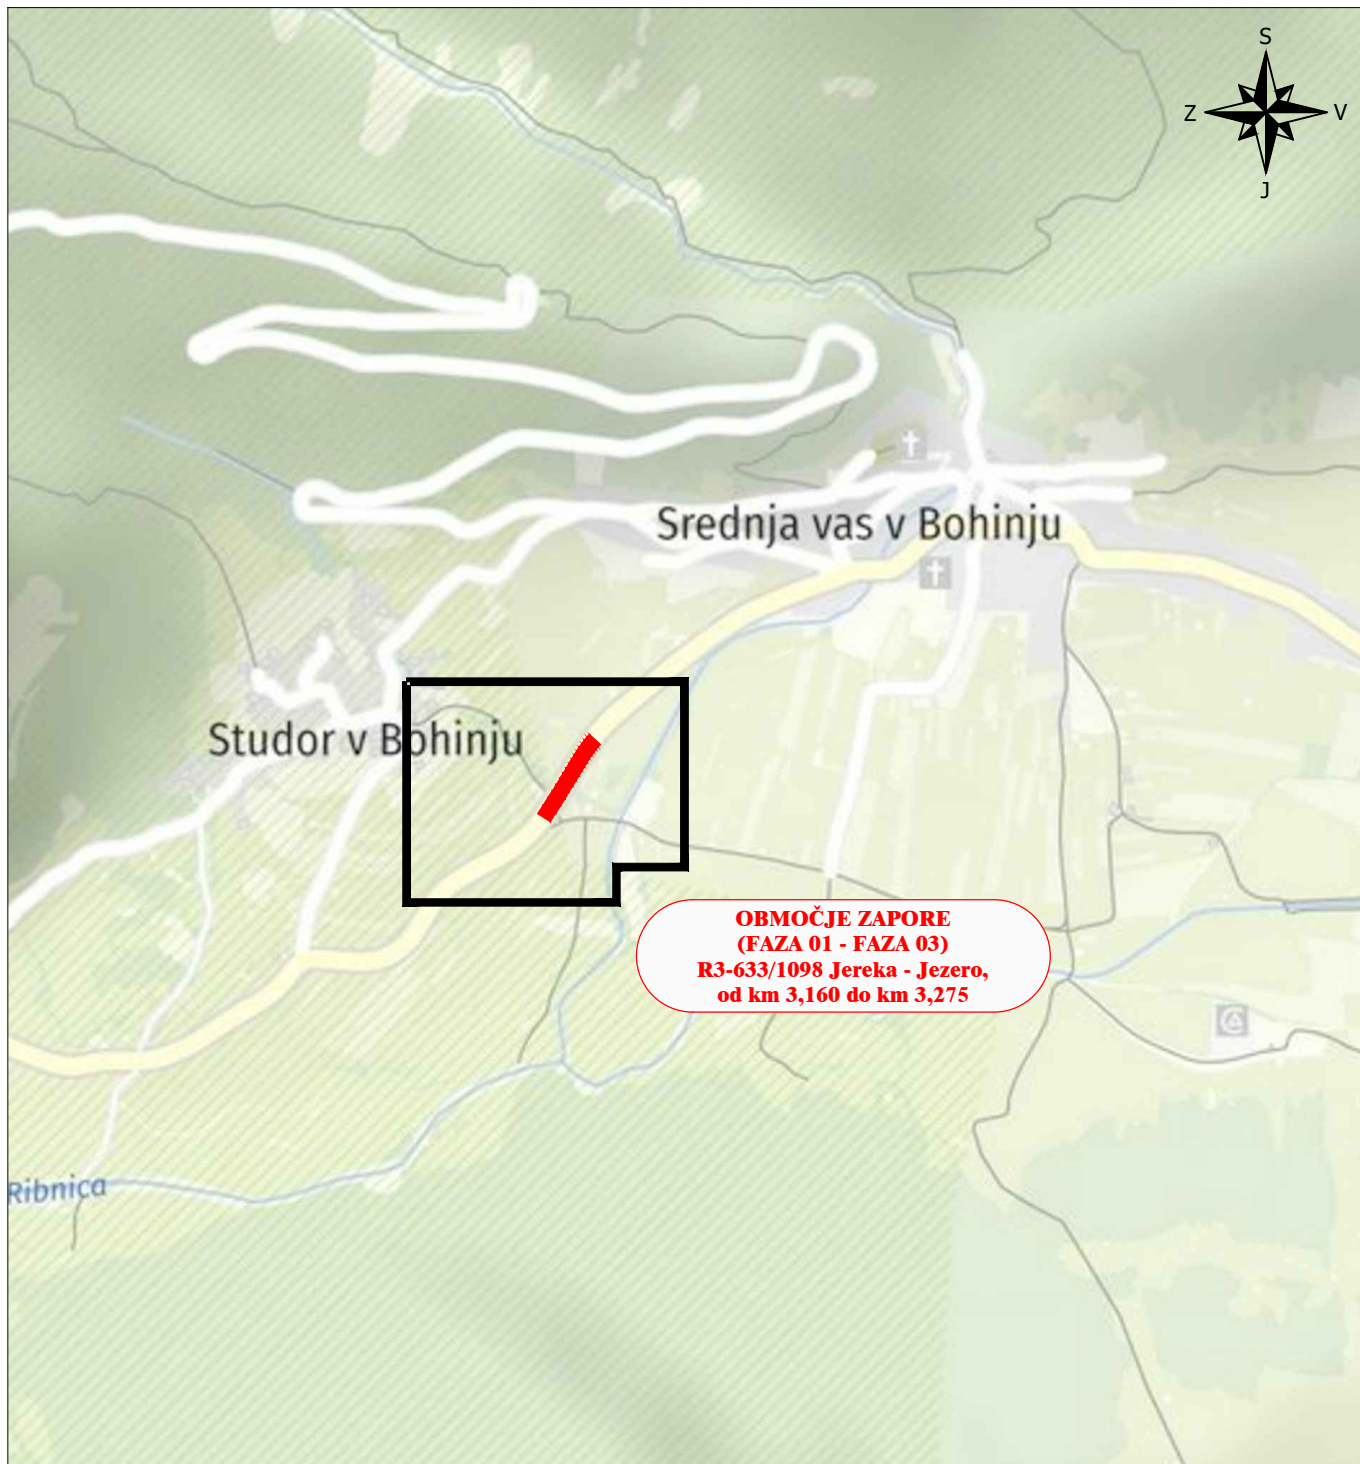 S
Z
V
J
Srednja vas v Bohinju
Studor v Bohinju
OBMOČJE ZAPORE
(FAZA 01 - FAZA 03)
R3-633/1098 Jereka - Jezero,
od km 3,160 do km 3,275
Ribnica